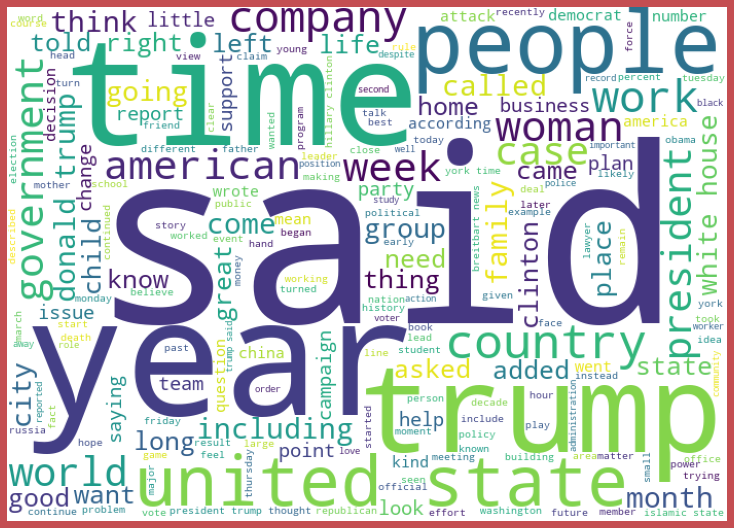 think
little
company
attack
recently
democrat
number
course
told
right
left
life
time
people
young
view
claim
head
turn
rule
despite
force
record
percent
tuesday
black
going
support
hillary clinton
called
work
report
friend
clear
second
talk
best
wanted
program
home
business
america
according
woman
government
decision
election
donald trump
change
different
father
leader
close
today
well
case
obama
important
american
week
position
came
plan
likely
mother
school
making
york time
deal
police
white house
president
child
wrote
public
party
study
later
example
family
described
continued
said
story
come
mean
political
group
early
need
clinton
place
lawyer
remain
worked
event
began
hand
know
great
money
thing
breitbart news
monday
believe
working
turned
nation
action
history
given
york
took
issue
voter
book
face
worker
idea
march
start
death
role
away
year
past
trump said
china
line
lead
student
country
state
community
team
question
order
campaign
added
asked
went
instead
city
reported
fact
saying
russia
hope
friday
love
started
person
decade
hour
administration
trump
including
help
moment
include
play
long
result
feel
large
point
policy
known
area
matter
kind
meeting
building
office
world
major
thursday
united state
seen
official
small
power
trying
good
want
month
continue
problem
vote
president trump
thought
republican
look
effort
washington
future
member
islamic state